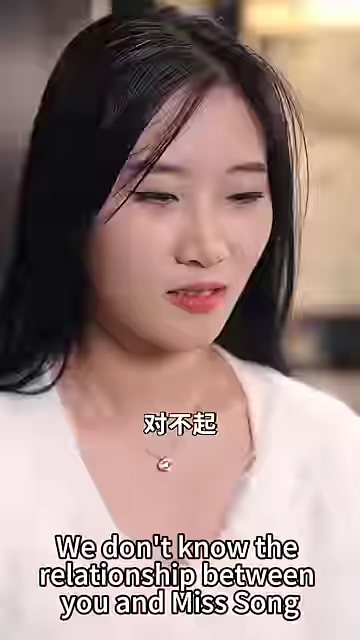 对不起
We don't know the
relationship between
you and Miss Song